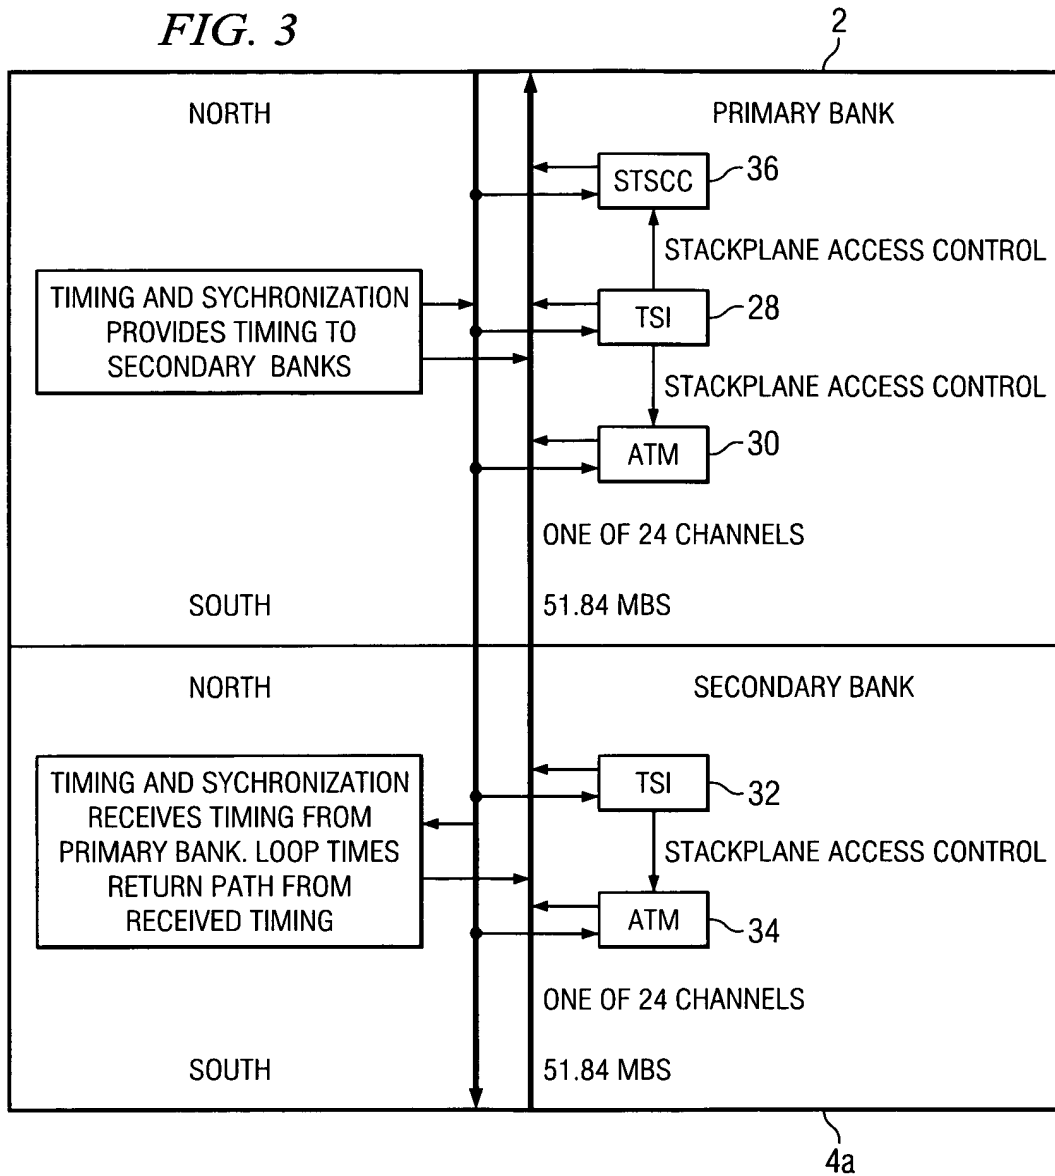 FIG. 3
2
NORTH
PRIMARY BANK
STSCC
36
STACKPLANE ACCESS CONTROL
TIMING AND SYCHRONIZATION
PROVIDES TIMING TO
SECONDARY BANKS
TSI
28
STACKPLANE ACCESS CONTROL
ATM
30
ONE OF 24 CHANNELS
SOUTH
51.84 MBS
NORTH
SECONDARY BANK
TIMING AND SYCHRONIZATION
RECEIVES TIMING FROM
PRIMARY BANK. LOOP TIMES
RETURN PATH FROM
RECEIVED TIMING
TSI
32
STACKPLANE ACCESS CONTROL
ATM
34
ONE OF 24 CHANNELS
SOUTH
51.84 MBS
4a